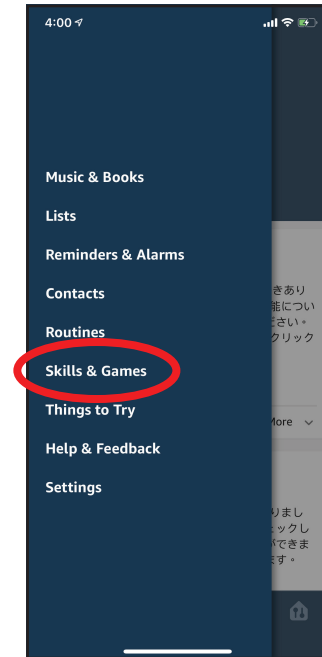 4:00
Music & Books
Lists
Reminders & Alarms
Contacts
きあり
Routines
能につい
ださい。
クリック
Skills & Games
Things to Try
More
Help & Feedback
Settings
りまし
ェックし
ができま
ます。